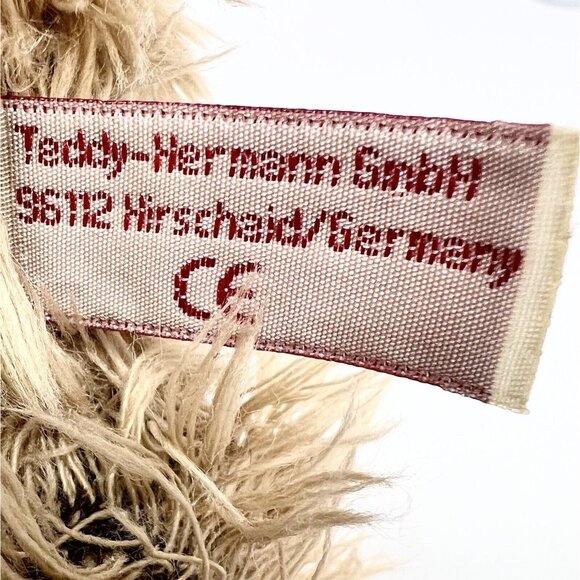 Teddy-Hermann GmbH
96112 Hirschaid/Germany
CE